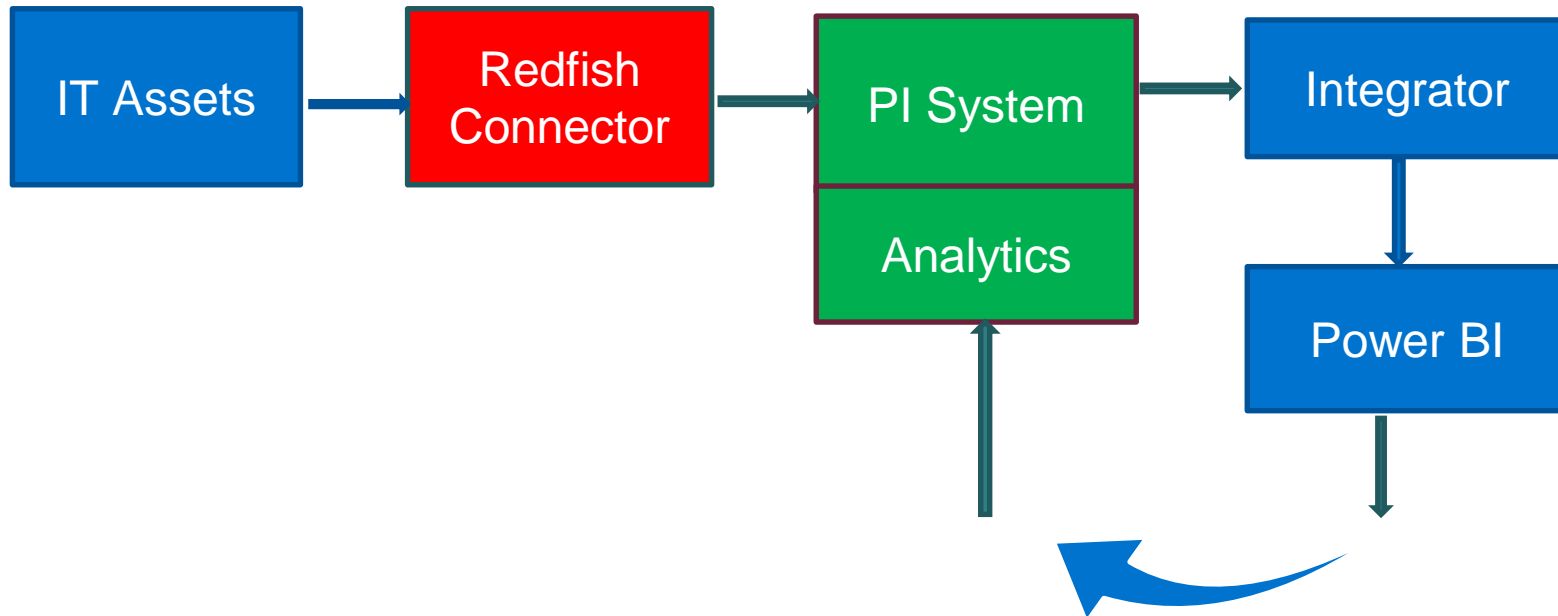 IT Assets
Redfish
Connector
PI System
Analytics
Integrator
Power BI